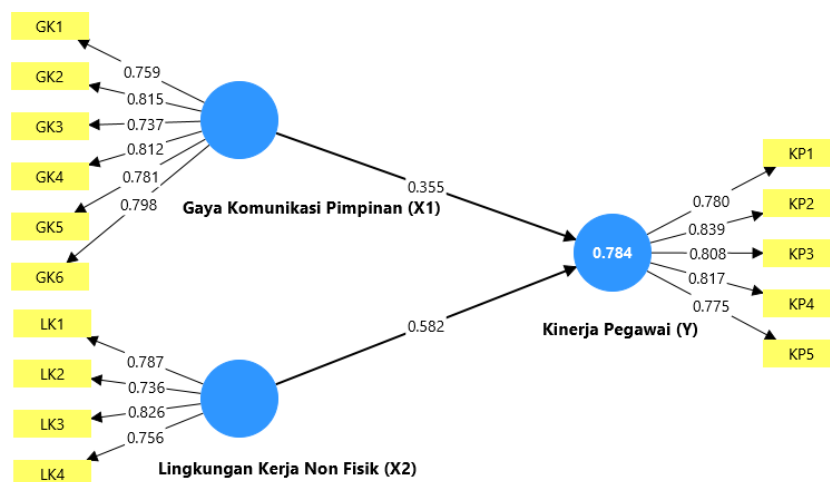 GK1
GK2
GK3
GK4
GK5
GK6
0.759
0.815
0.737
0.812
0.781
0.798
Gaya Komunikasi Pimpinan (X1)
0.355
LK1
LK2
LK3
LK4
0.787
0.736
0.826
0.756
Lingkungan Kerja Non Fisik (X2)
0.582
0.784
Kinerja Pegawai (Y)
0.780
0.839
0.808
0.817
0.775
KP1
KP2
KP3
KP4
KP5